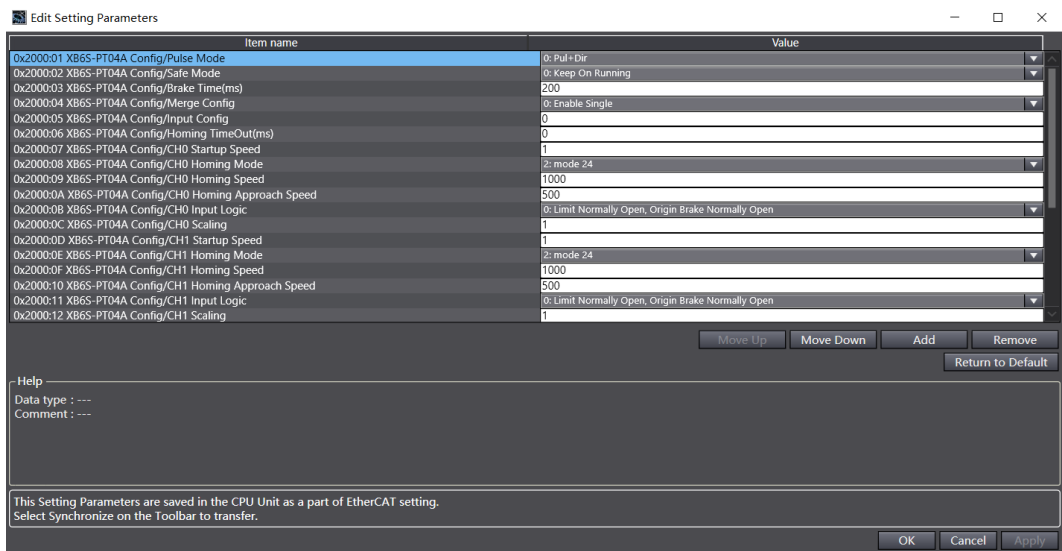 Edit Setting Parameters
Item name Value
0x2000:01 XB6S-PT04A Config/Pulse Mode 0: Pul+Dir
0x2000:02 XB6S-PT04A Config/Safe Mode 0: Keep On Running
0x2000:03 XB6S-PT04A Config/Brake Time(ms) 200
0x2000:04 XB6S-PT04A Config/Merge Config 0: Enable Single
0x2000:05 XB6S-PT04A Config/Input Config 0
0x2000:06 XB6S-PT04A Config/Homing TimeOut(ms) 0
0x2000:07 XB6S-PT04A Config/CH0 Startup Speed 1
0x2000:08 XB6S-PT04A Config/CH0 Homing Mode 2: mode 24
0x2000:09 XB6S-PT04A Config/CH0 Homing Speed 1000
0x2000:0A XB6S-PT04A Config/CH0 Homing Approach Speed 500
0x2000:0B XB6S-PT04A Config/CH0 Input Logic 0: Limit Normally Open, Origin Brake Normally Open
0x2000:0C XB6S-PT04A Config/CH0 Scaling 1
0x2000:0D XB6S-PT04A Config/CH1 Startup Speed 1
0x2000:0E XB6S-PT04A Config/CH1 Homing Mode 2: mode 24
0x2000:0F XB6S-PT04A Config/CH1 Homing Speed 1000
0x2000:10 XB6S-PT04A Config/CH1 Homing Approach Speed 500
0x2000:11 XB6S-PT04A Config/CH1 Input Logic 0: Limit Normally Open, Origin Brake Normally Open
0x2000:12 XB6S-PT04A Config/CH1 Scaling 1
Move Up Move Down Add Remove
Return to Default
Help
Data type : ---
Comment : ---
This Setting Parameters are saved in the CPU Unit as a part of EtherCAT setting.
Select Synchronize on the Toolbar to transfer.
OK Cancel Apply